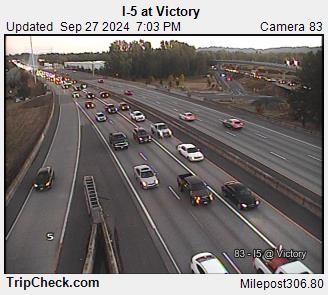 I-5 at Victory
Updated Sep 27 2024 7:03 PM
Camera 83
S
83 - I5 @ Victory
TripCheck.com
Milepost306.80